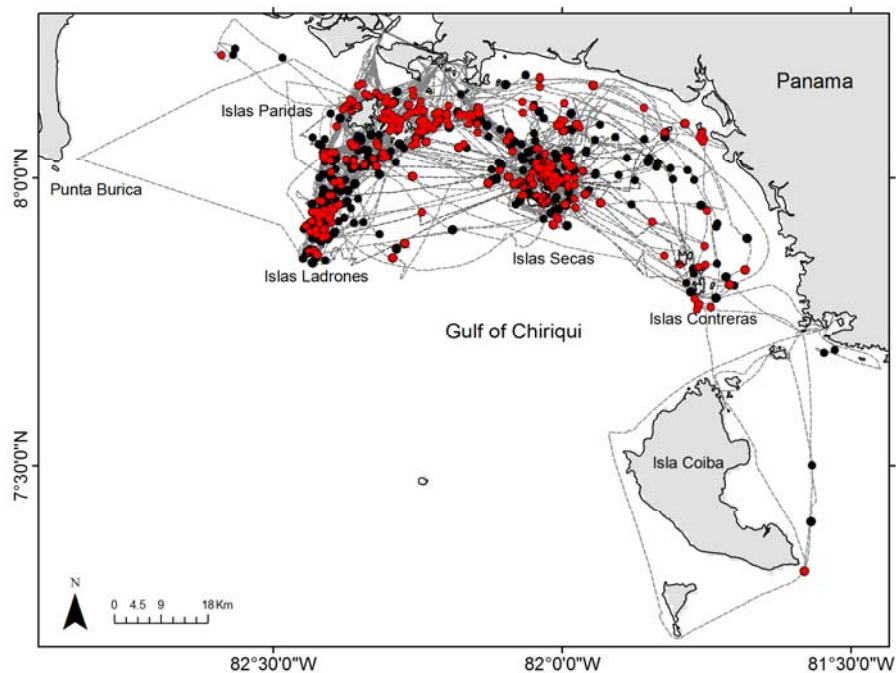 Panama
Islas Paridas
8°0'0"N
Punta Burica
Islas Ladrones
Islas Secas
Islas Contreras
Gulf of Chiriqui
7°30'0"N
Isla Coiba
N
0 4.5 9 18 Km
82°30'0"W 82°0'0"W 81°30'0"W